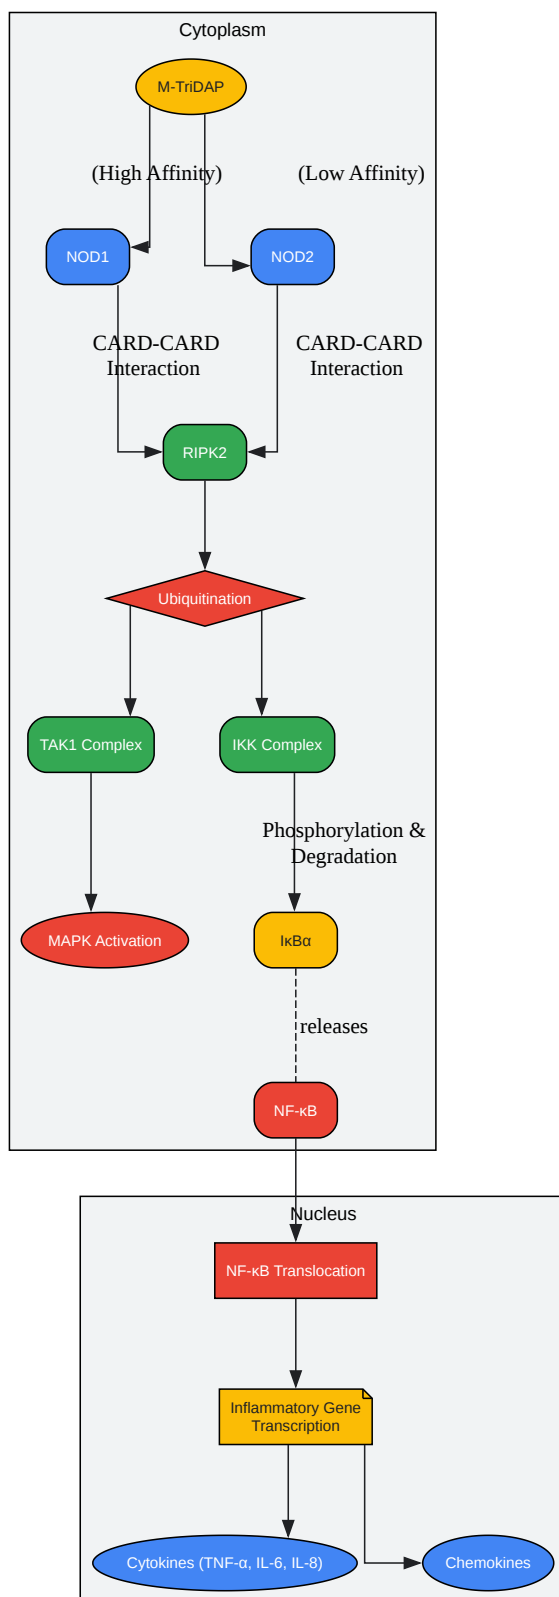 Cytoplasm
M-TriDAP
(High Affinity)
(Low Affinity)
NOD1
NOD2
CARD-CARD
Interaction
CARD-CARD
Interaction
RIPK2
Ubiquitination
TAK1 Complex
IKK Complex
Phosphorylation &
Degradation
MAPK Activation
IκBα
releases
NF-κB
Nucleus
NF-κB Translocation
Inflammatory Gene
Transcription
Cytokines (TNF-α, IL-6, IL-8)
Chemokines